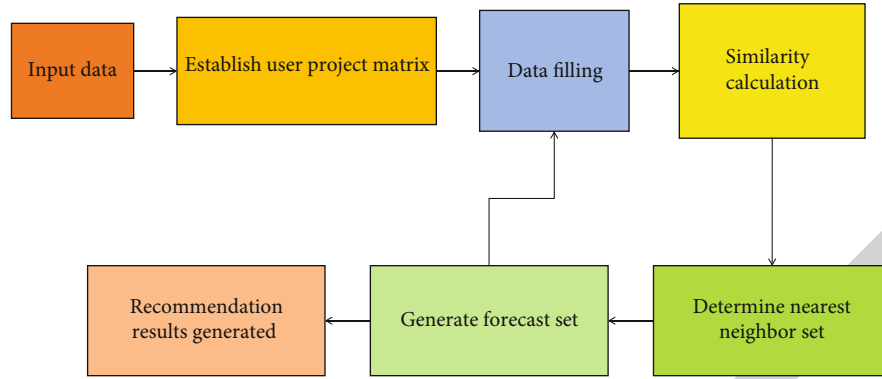 Input data
Establish user project matrix
Data filling
Similarity
calculation
Recommendation
results generated
Generate forecast set
Determine nearest
neighbor set